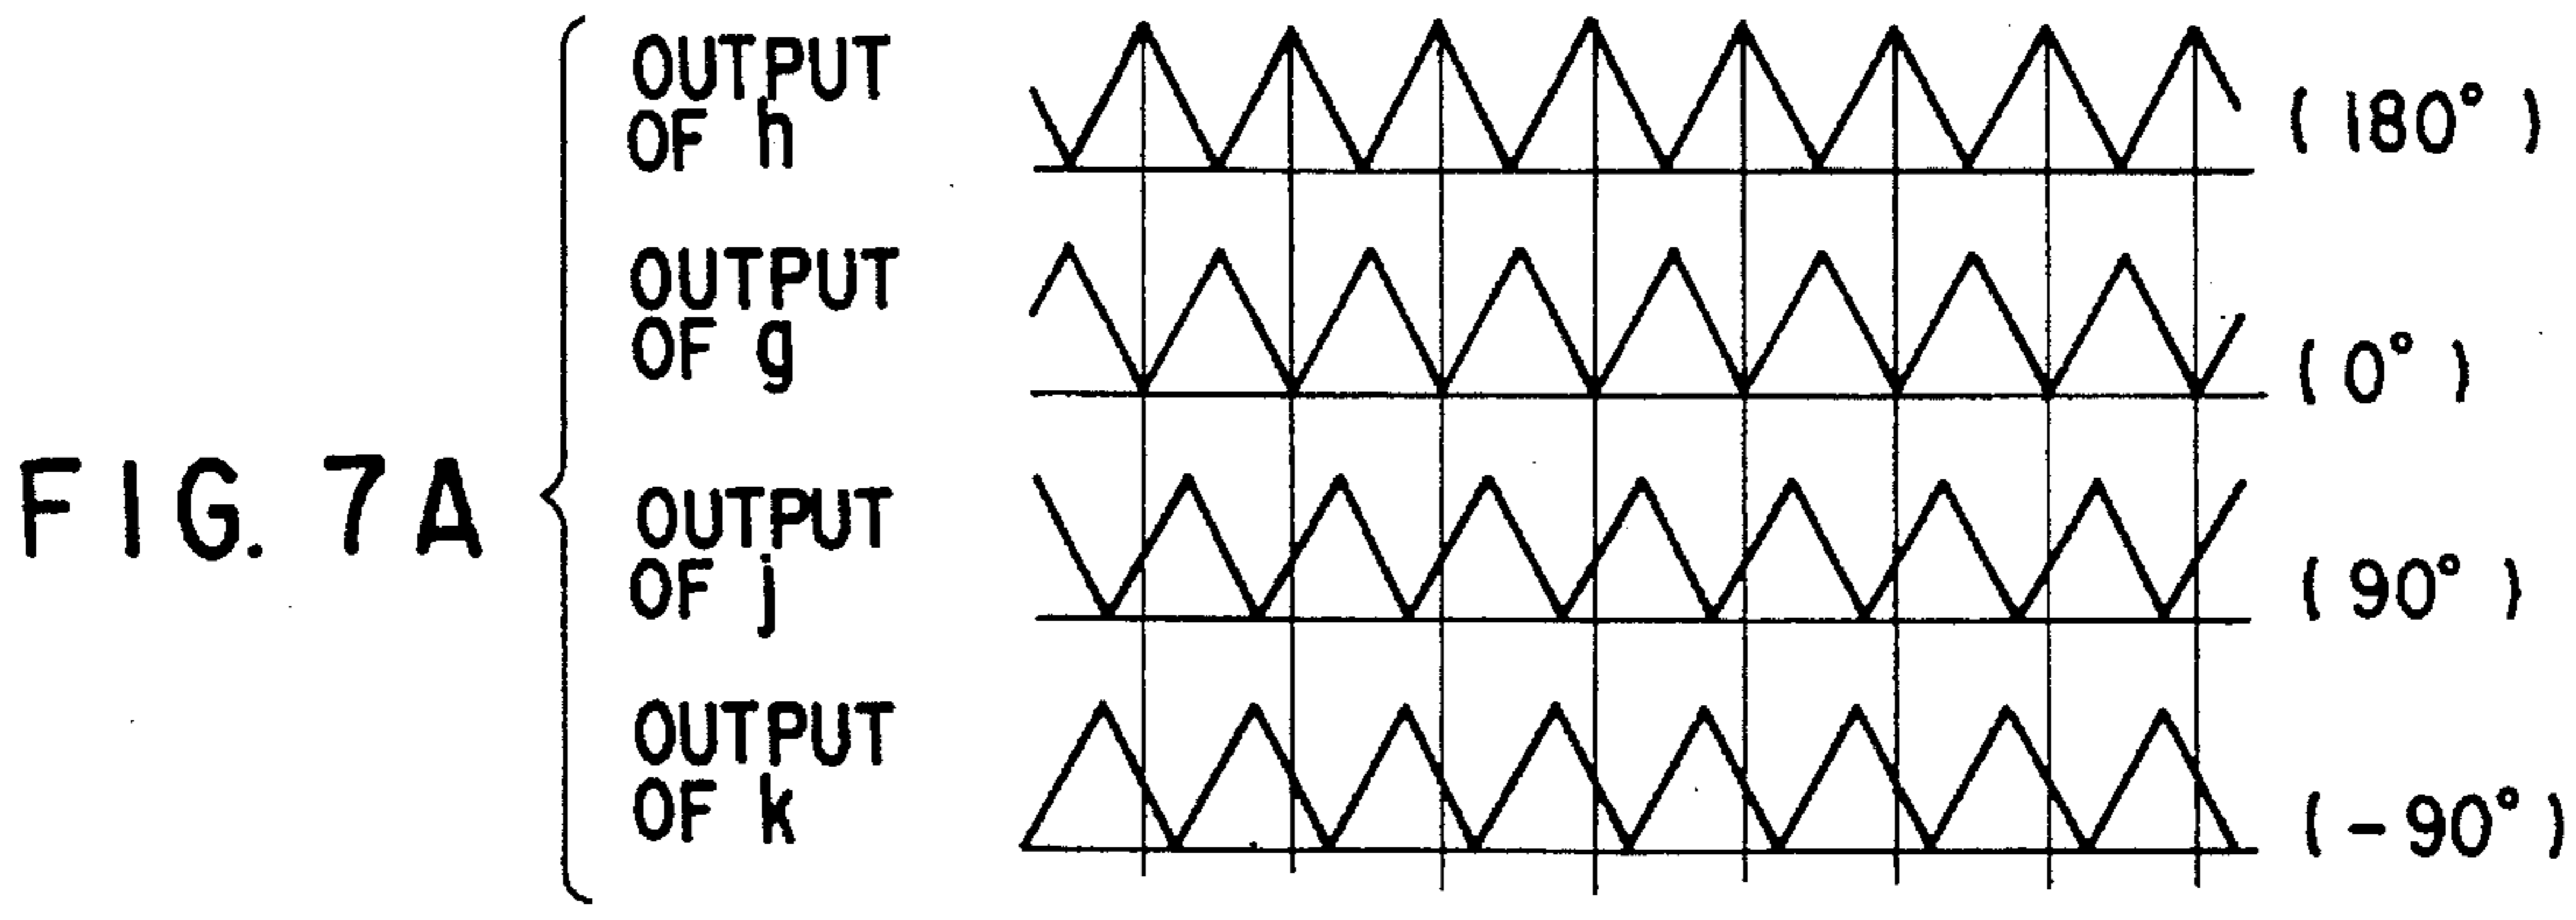 FIG. 7A
OUTPUT
OF h
(180°)
OUTPUT
OF g
(0°)
OUTPUT
OF j
(90°)
OUTPUT
OF k
(-90°)